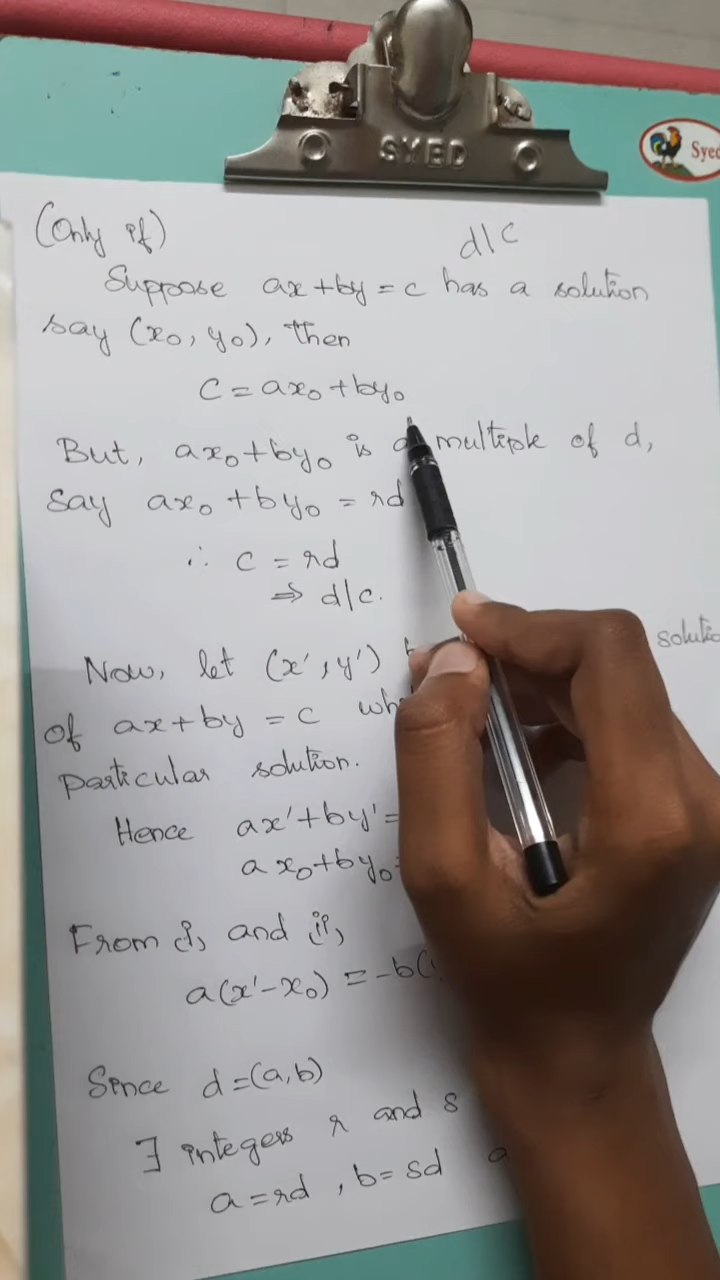 SYED
Syed
(Only if)
d|c
Suppose ax+by=c has a solution
say (x₀, y₀), then
c = ax₀ + by₀
But, ax₀+by₀ is a multiple of d,
say ax₀ + by₀ = rd
∴ c = rd
⇒ d/c.
Now, let (x', y') solutio
of ax+by = c
Particular solution.
Hence ax'+by'=
ax₀+by₀=
From i, and ii,
a(x'-x₀) = -b(
Since d=(a,b)
∃ integers r and s
a=rd , b=sd a